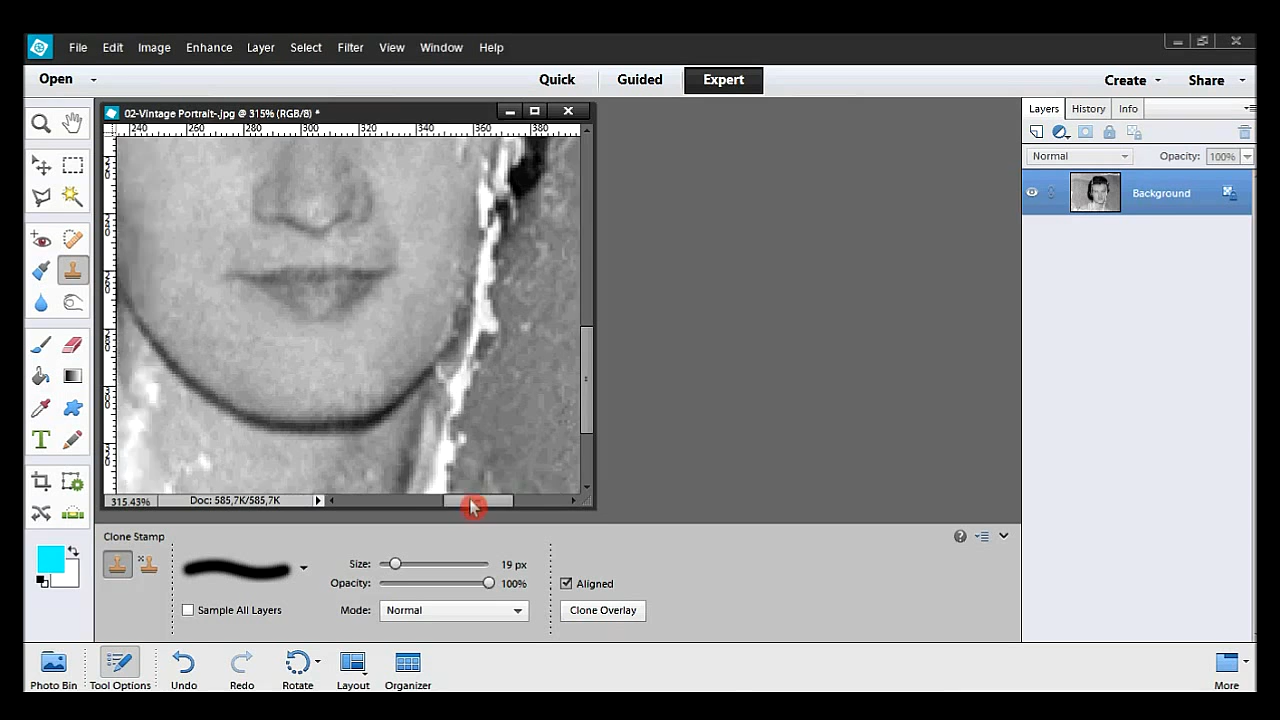 File Edit Image Enhance Layer Select Filter View Window Help
Open Quick Guided Expert Create Share
02-Vintage Portrait-.jpg @ 315% (RGB/8) *
Layers History Info
240 260 280 300 320 340 360 380
Normal Opacity: 100%
Background
315.43% Doc: 585,7K/585,7K
Clone Stamp
Size: 19 px
Opacity: 100%
Aligned
Sample All Layers
Mode: Normal
Clone Overlay
Photo Bin Tool Options Undo Redo Rotate Layout Organizer More